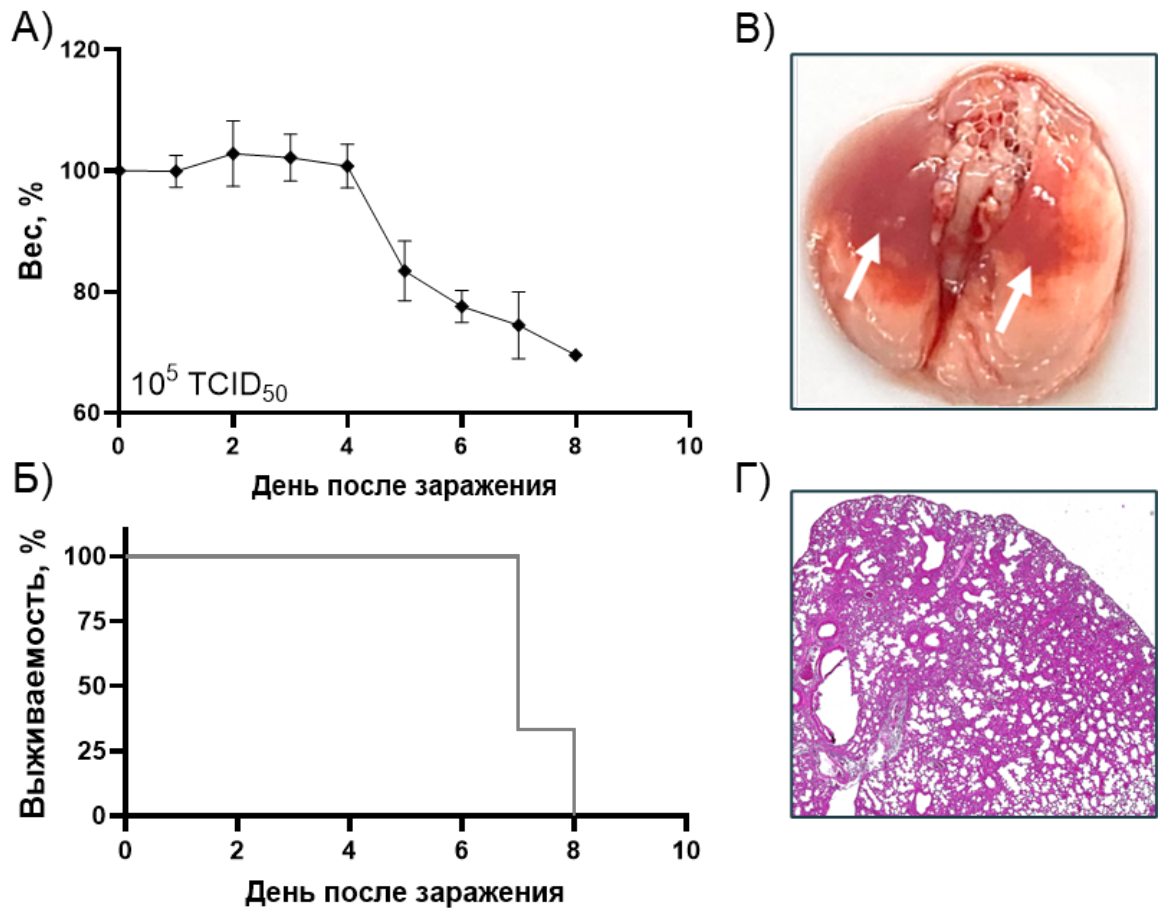 А)
120
100
80
60
Вес, %
10⁵ TCID₅₀
0 2 4 6 8 10
День после заражения
В)
Б)
100
75
50
25
0
Выживаемость, %
0 2 4 6 8 10
День после заражения
Г)